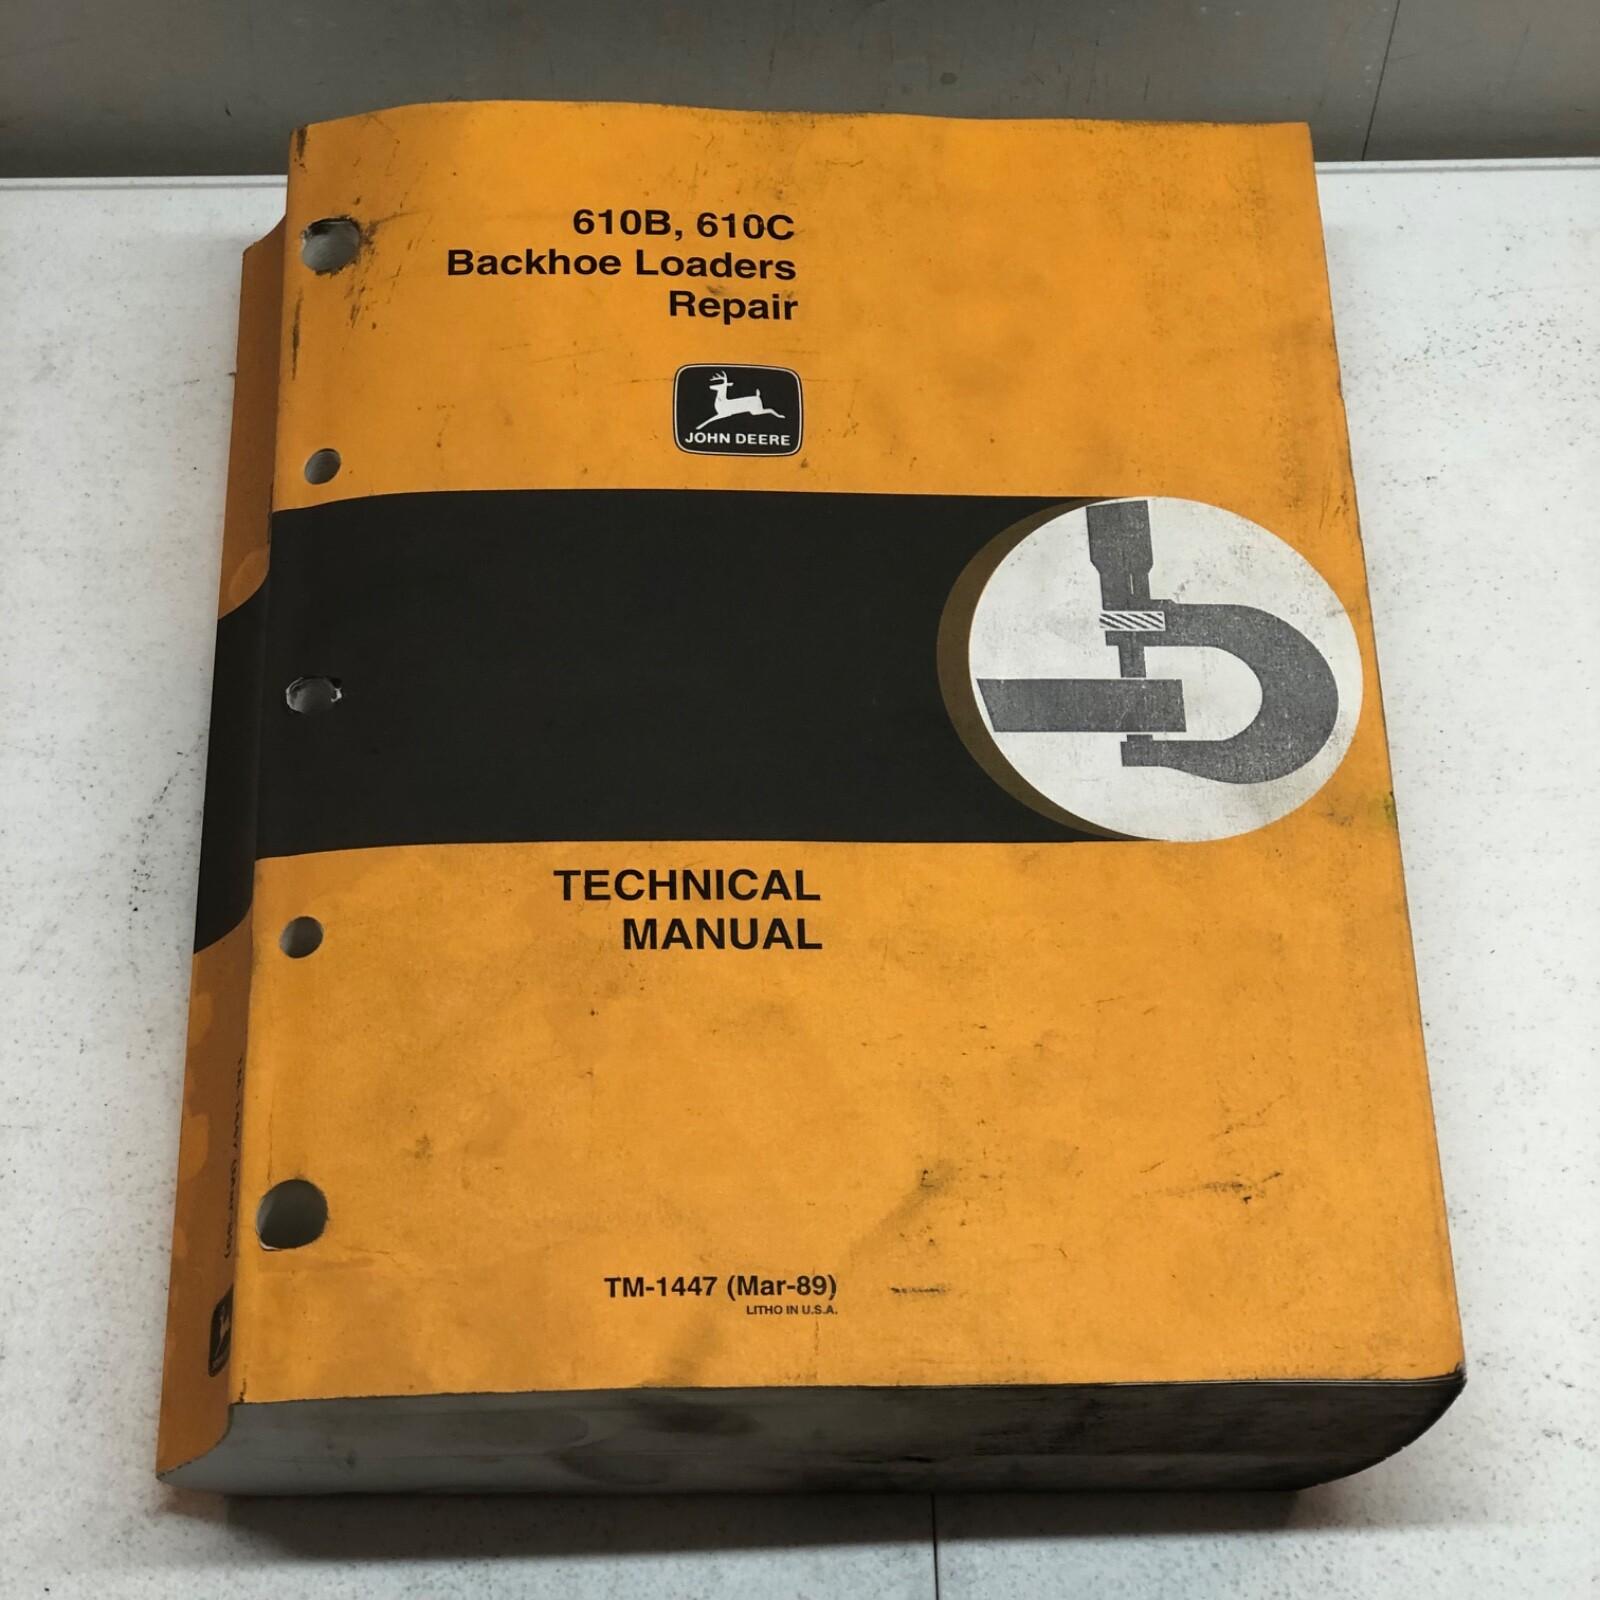 610B, 610C
Backhoe Loaders
Repair
JOHN DEERE
TECHNICAL
MANUAL
TM-1447 (Mar-89)
LITHO IN U.S.A.